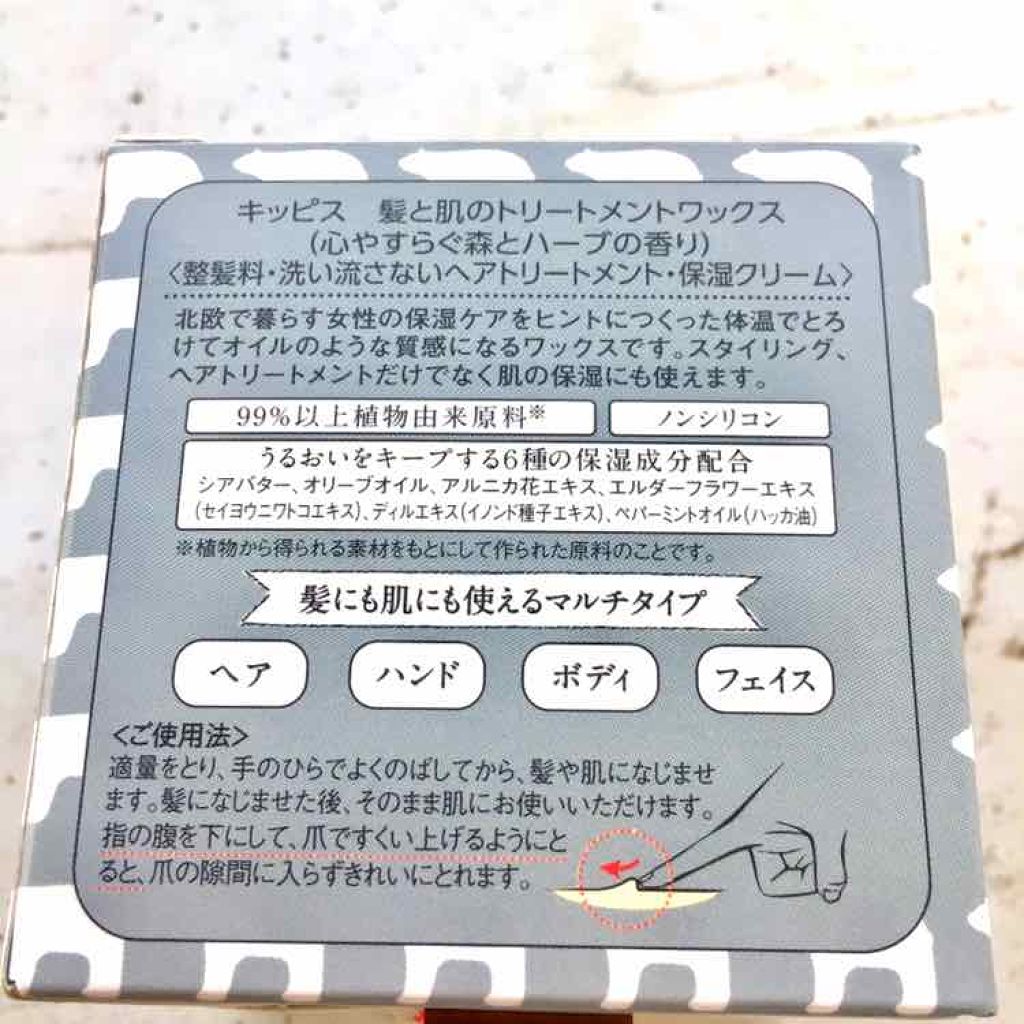 キッピス　髪と肌のトリートメントワックス
(心やすらぐ森とハーブの香り)
〈整髪料・洗い流さないヘアトリートメント・保湿クリーム〉
北欧で暮らす女性の保湿ケアをヒントにつくった体温でとろ
けてオイルのような質感になるワックスです。スタイリング、
ヘアトリートメントだけでなく肌の保湿にも使えます。
99%以上植物由来原料※
ノンシリコン
うるおいをキープする6種の保湿成分配合
シアバター、オリーブオイル、アルニカ花エキス、エルダーフラワーエキス
(セイヨウニワトコエキス)、ディルエキス(イノンド種子エキス)、ペパーミントオイル(ハッカ油)
※植物から得られる素材をもとにして作られた原料のことです。
髪にも肌にも使えるマルチタイプ
ヘア
ハンド
ボディ
フェイス
〈ご使用法〉
適量をとり、手のひらでよくのばしてから、髪や肌になじませ
ます。髪になじませた後、そのまま肌にお使いいただけます。
指の腹を下にして、爪ですくい上げるようにと
ると、爪の隙間に入らずきれいにとれます。